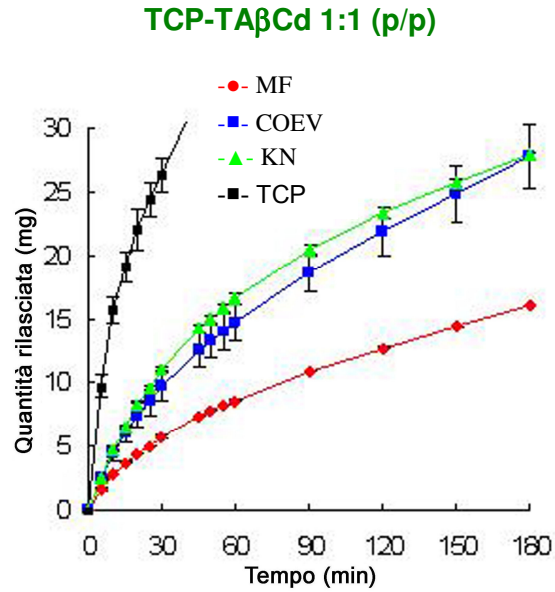 TCP-TAβCd 1:1 (p/p)
MF
COEV
KN
TCP
30
25
20
15
10
5
0
Quantità rilasciata (mg)
0 30 60 90 120 150 180
Tempo (min)